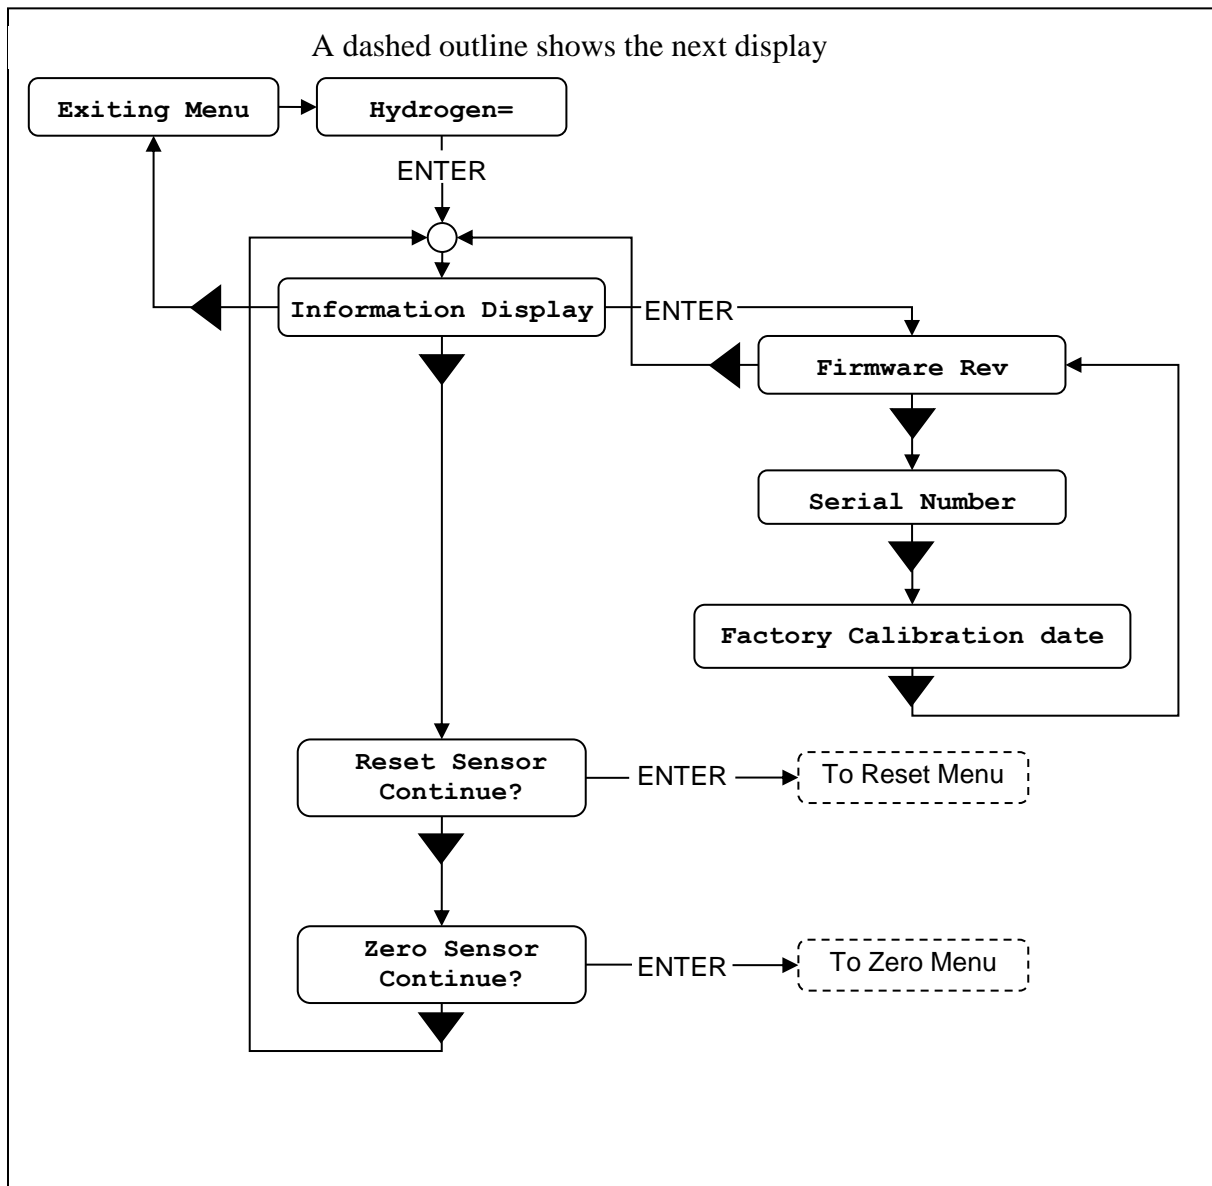 A dashed outline shows the next display
Exiting Menu
Hydrogen=
ENTER
Information Display
ENTER
Firmware Rev
Serial Number
Factory Calibration date
Reset Sensor
Continue?
ENTER
To Reset Menu
Zero Sensor
Continue?
ENTER
To Zero Menu